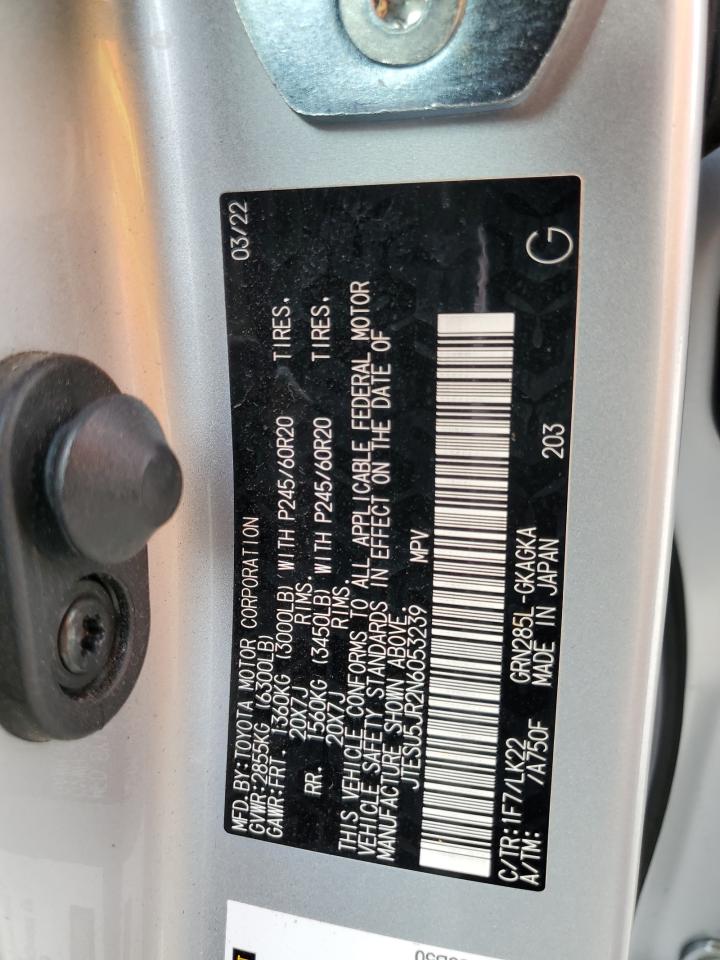 MFD.BY:TOYOTA MOTOR CORPORATION 03/22
GVWR:2855KG (6300LB)
GAWR:FRT. 1360KG (3000LB) WITH P245/60R20 TIRES.
20X7J RIMS.
RR. 1560KG (3450LB) WITH P245/60R20 TIRES.
20X7J RIMS.
THIS VEHICLE CONFORMS TO ALL APPLICABLE FEDERAL MOTOR
VEHICLE SAFETY STANDARDS IN EFFECT ON THE DATE OF
MANUFACTURE SHOWN ABOVE.
JTESU5JR2N6053239 MPV
C/TR:1F7/LK22 GRN285L-GKAGKA
A/TM: /A750F MADE IN JAPAN 203
G